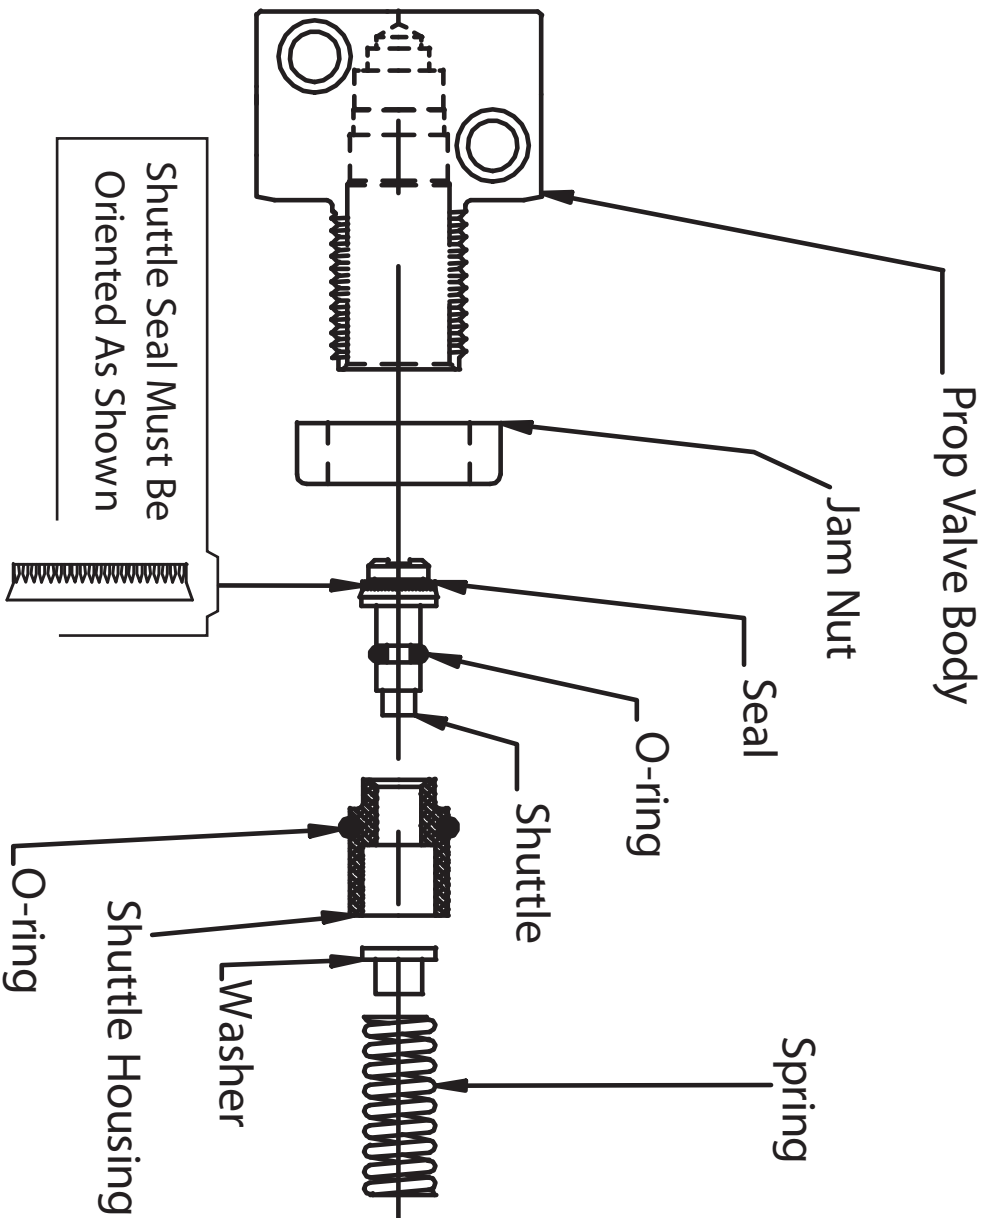 Prop Valve Body
Jam Nut
Seal
O-ring
Shuttle
Spring
Washer
Shuttle Housing
O-ring
Shuttle Seal Must Be
Oriented As Shown